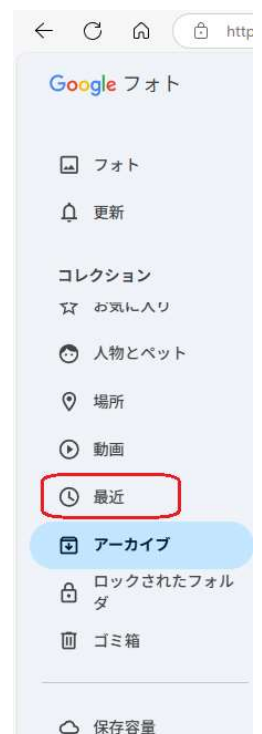 http
Google フォト
フォト
更新
コレクション
お気に入り
人物とペット
場所
動画
最近
アーカイブ
ロックされたフォル
ダ
ゴミ箱
保存容量